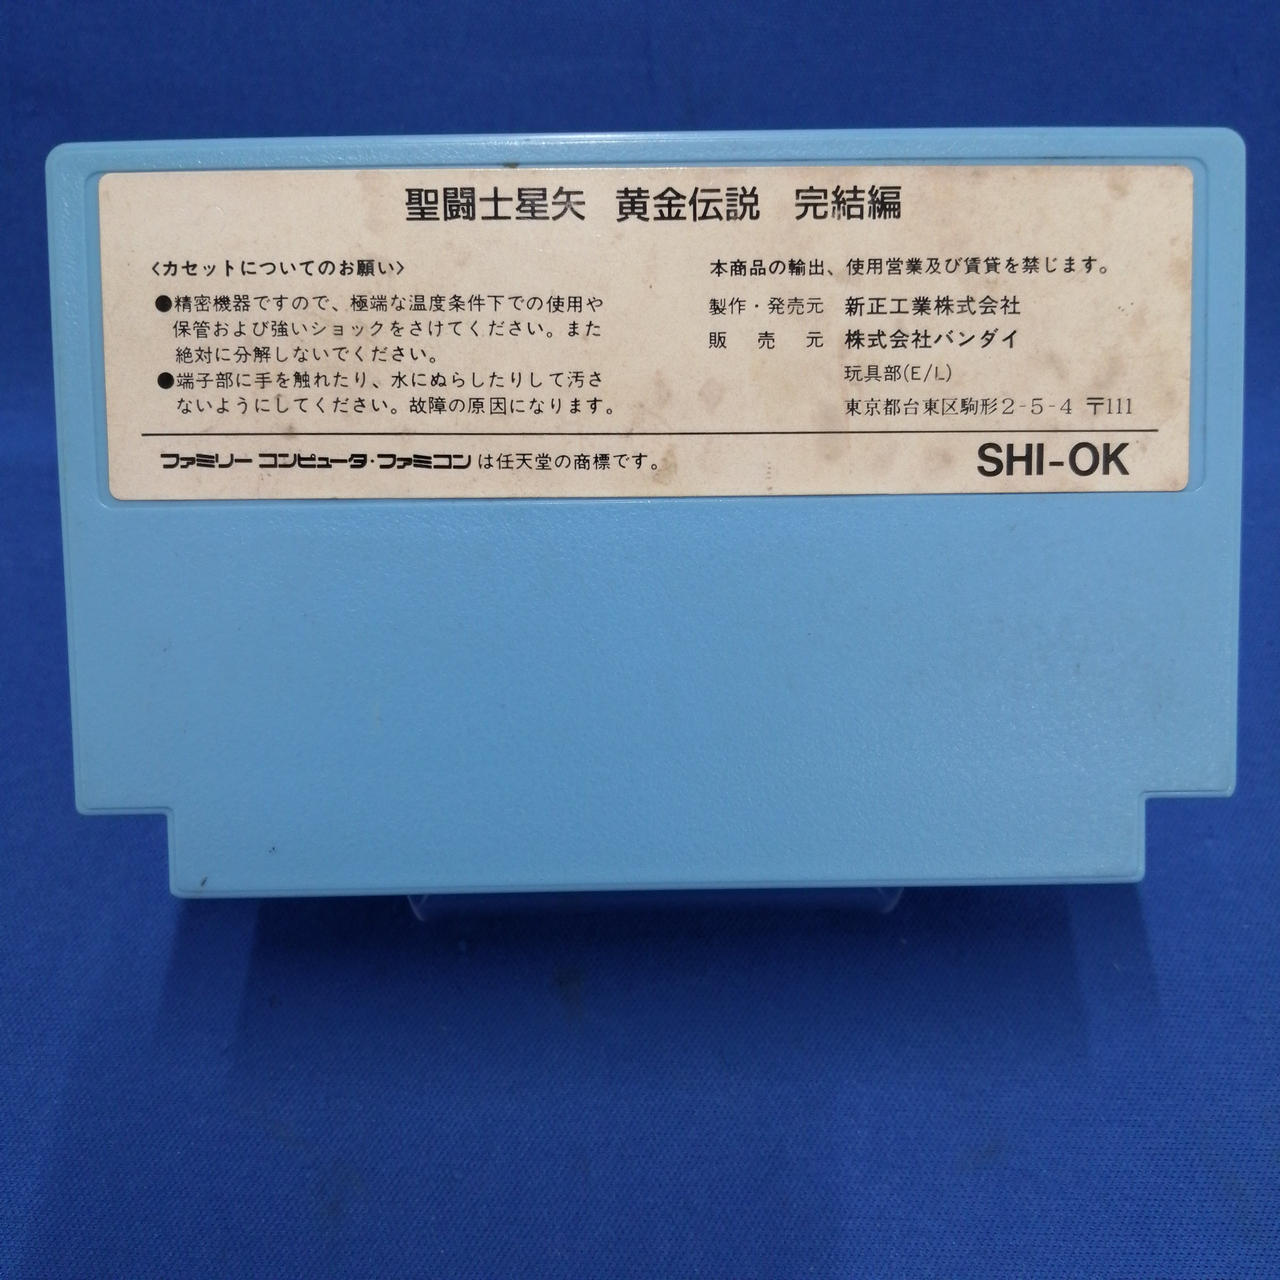 聖闘士星矢 黄金伝説 完結編
〈カセットについてのお願い〉
●精密機器ですので、極端な温度条件下での使用や
保管および強いショックをさけてください。また
絶対に分解しないでください。
●端子部に手を触れたり、水にぬらしたりして汚さ
ないようにしてください。故障の原因になります。
本商品の輸出、使用営業及び賃貸を禁じます。
製作・発売元 新正工業株式会社
販売元 株式会社バンダイ
玩具部(E/L)
東京都台東区駒形2-5-4 〒111
ファミリーコンピュータ・ファミコンは任天堂の商標です。
SHI-OK